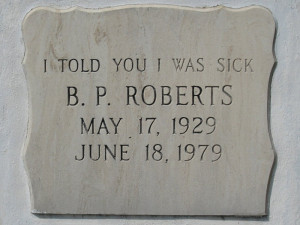 I TOLD YOU I WAS SICK
B. P. ROBERTS
MAY 17, 1929
JUNE 18, 1979